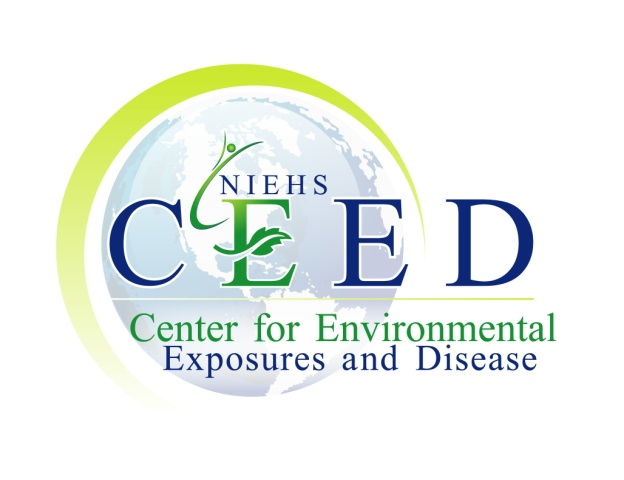 NIEHS
CEED
Center for Environmental
Exposures and Disease